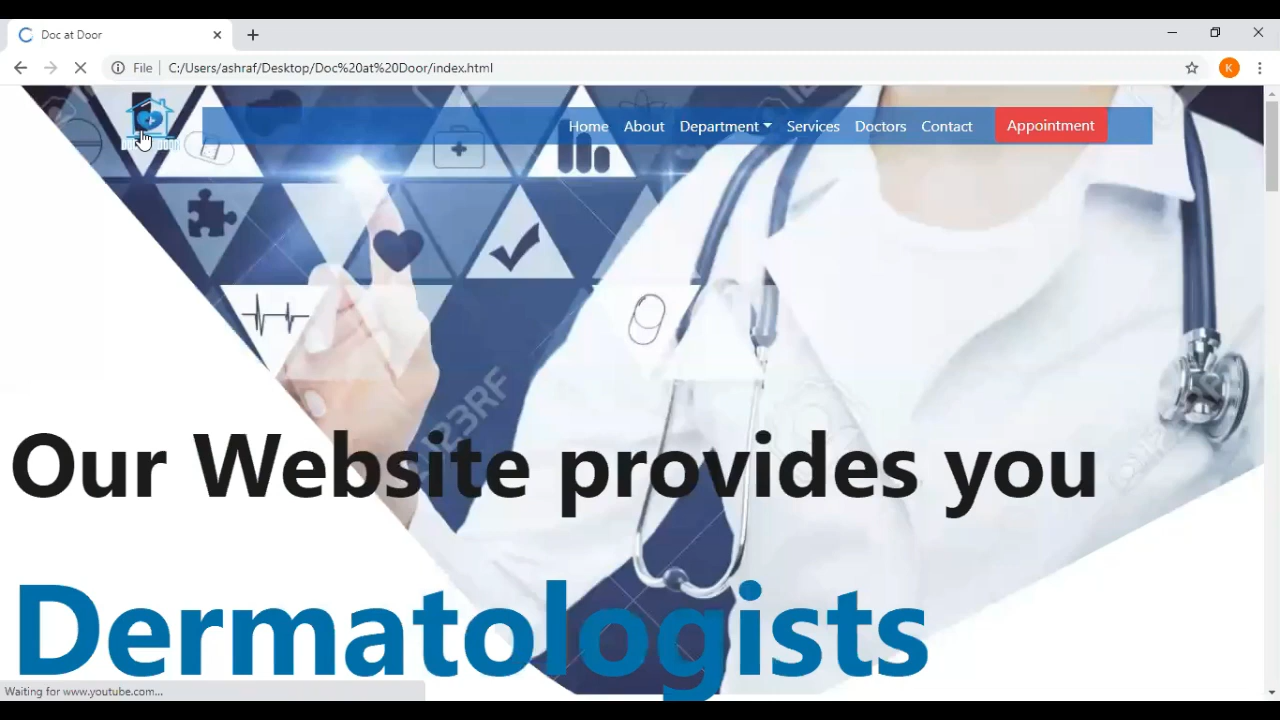 Doc at Door
File
C:/Users/ashraf/Desktop/Doc%20at%20Door/index.html
K
Home About Department Services Doctors Contact Appointment
123RF
Our Website provides you
Dermatologists
Waiting for www.youtube.com...